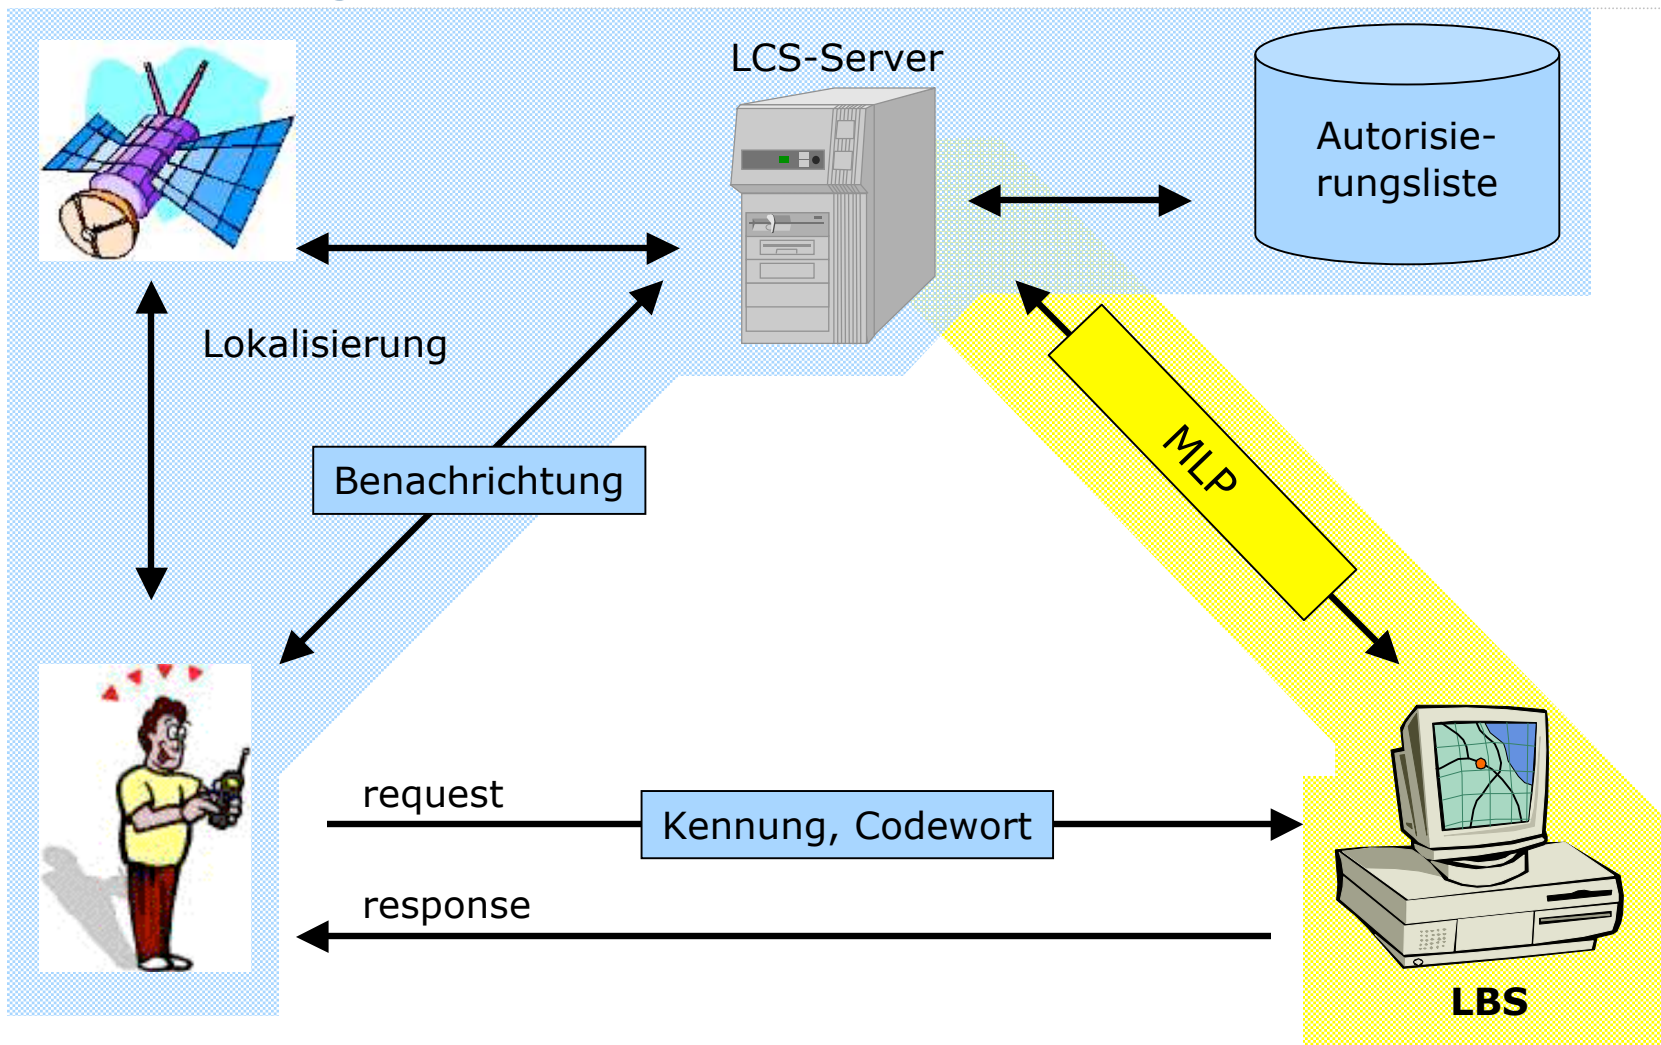 LCS-Server
Autorisie-
rungsliste
Lokalisierung
Benachrichtung
MLP
request
Kennung, Codewort
response
LBS